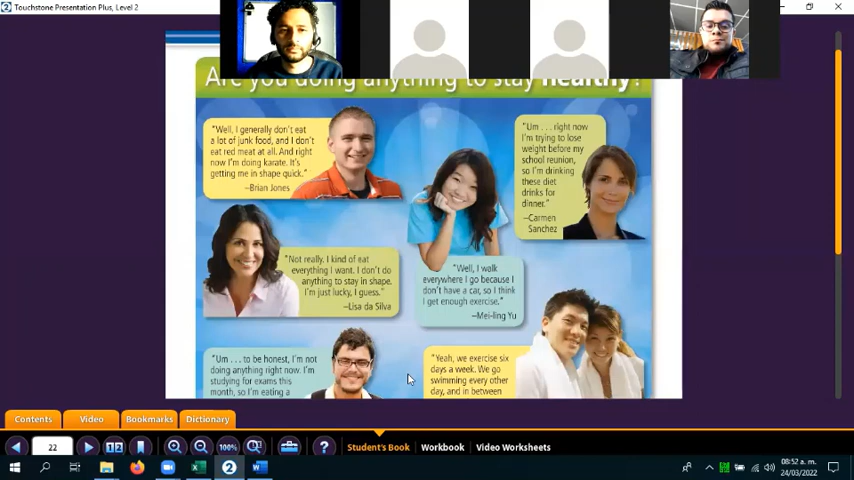 Touchstone Presentation Plus, Level 2
Are you doing anything to stay healthy?
"Well, I generally don't eat
a lot of junk food, and I don't
eat red meat at all. And right
now I'm doing karate. It's
getting me in shape quick."
–Brian Jones
"Um . . . right now
I'm trying to lose
weight before my
school reunion,
so I'm drinking
these diet
drinks for
dinner."
–Carmen
Sanchez
"Not really. I kind of eat
everything I want. I don't do
anything to stay in shape.
I'm just lucky, I guess."
–Lisa da Silva
"Well, I walk
everywhere I go because I
don't have a car, so I think
I get enough exercise."
–Mei-ling Yu
"Um . . . to be honest, I'm not
doing anything right now. I'm
studying for exams this
month, so I'm eating a
"Yeah, we exercise six
days a week. We go
swimming every other
day, and in between
Contents
Video
Bookmarks
Dictionary
22
100%
Student's Book
Workbook
Video Worksheets
08:52 a. m.
24/03/2022